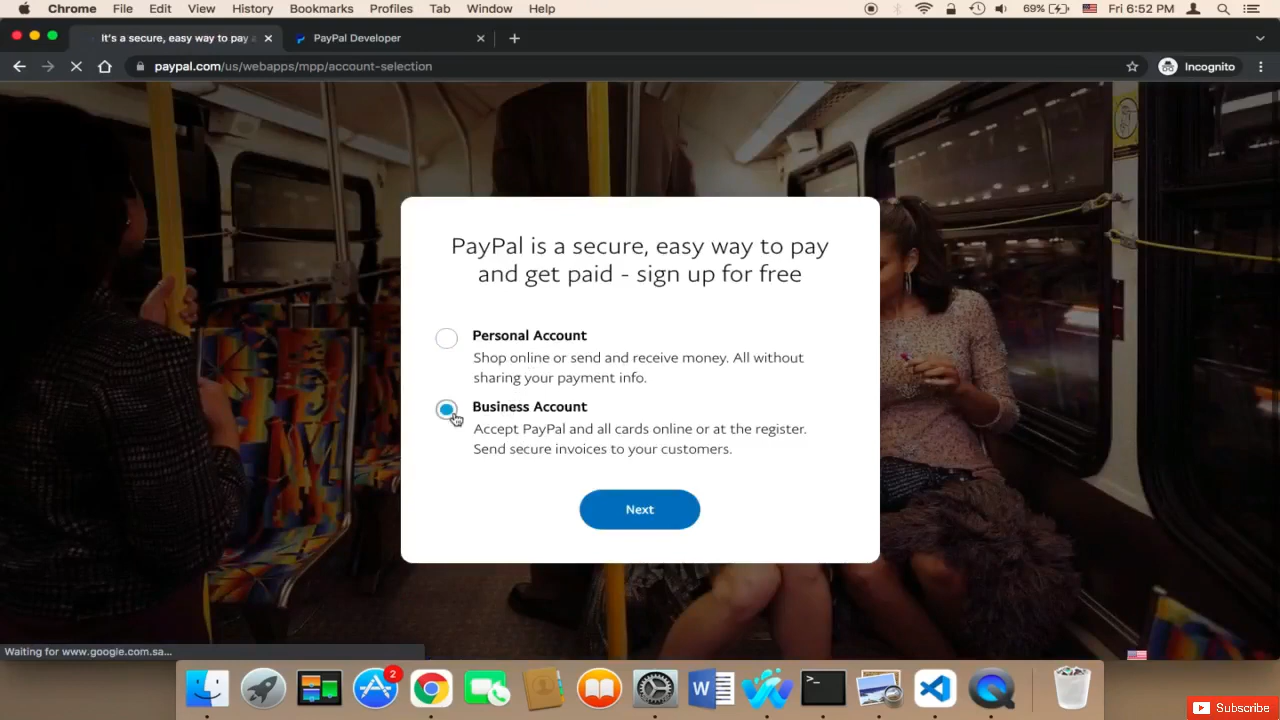 Chrome File Edit View History Bookmarks Profiles Tab Window Help 69% Fri 6:52 PM
It's a secure, easy way to pay PayPal Developer
paypal.com/us/webapps/mpp/account-selection Incognito
PayPal is a secure, easy way to pay
and get paid - sign up for free
Personal Account
Shop online or send and receive money. All without
sharing your payment info.
Business Account
Accept PayPal and all cards online or at the register.
Send secure invoices to your customers.
Next
Waiting for www.google.com.sa...
2
W
>_
Subscribe